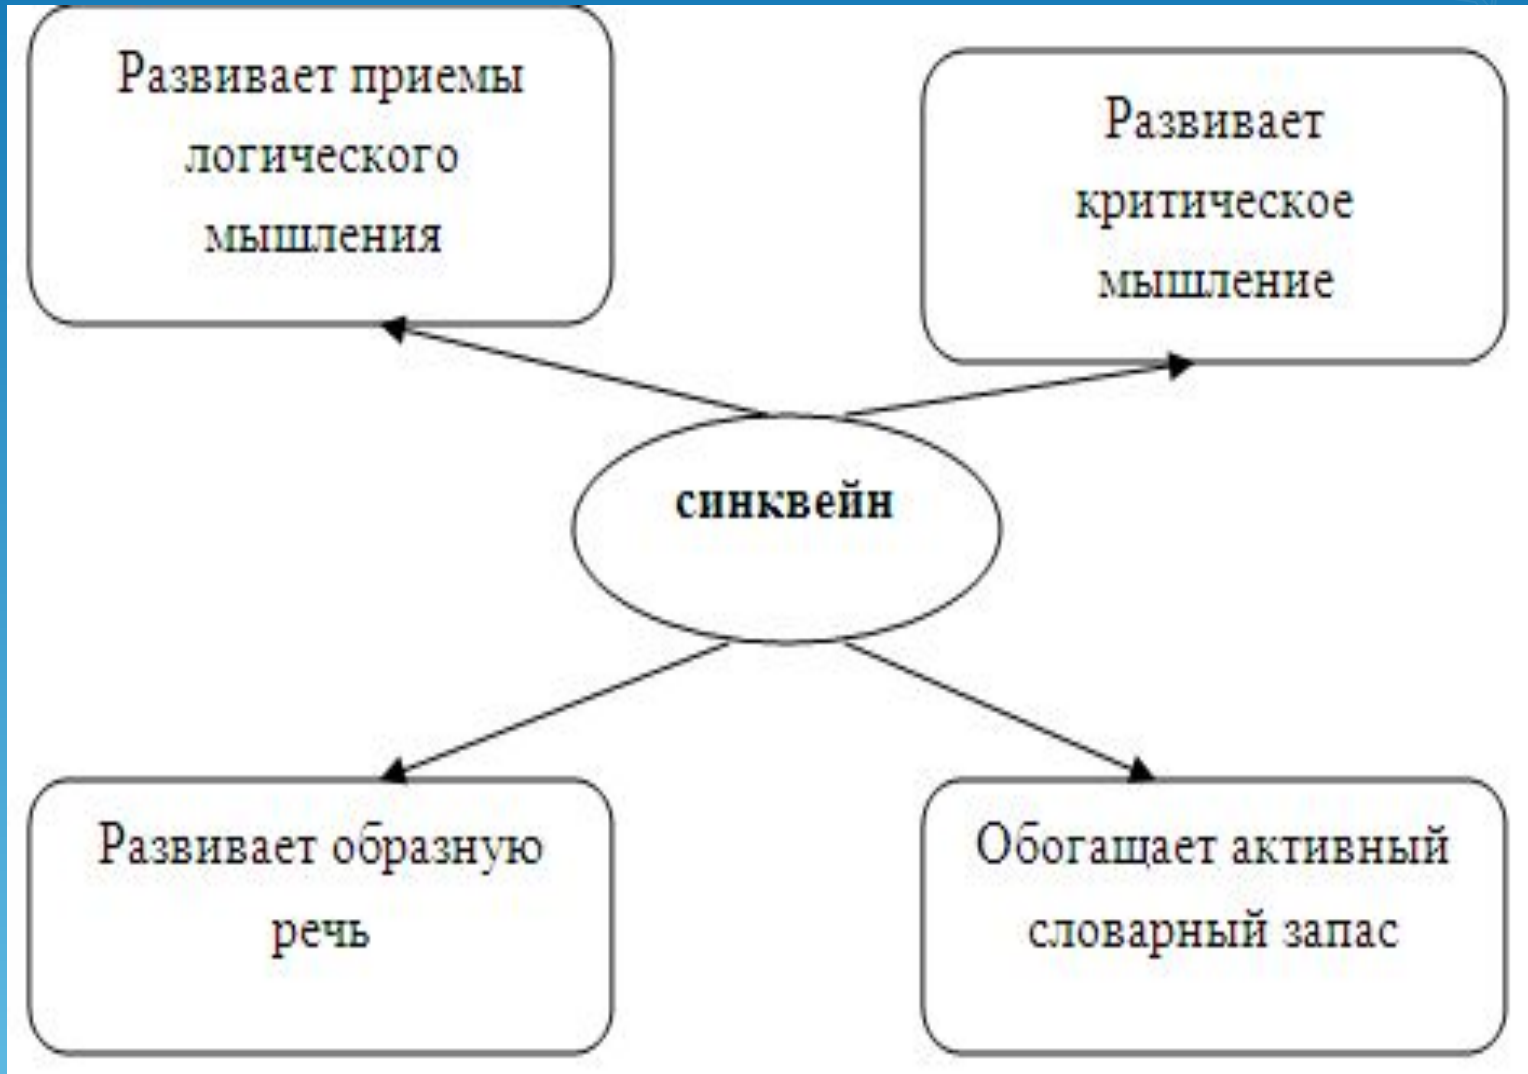 Развивает приемы
логического
мышления
Развивает
критическое
мышление
синквейн
Развивает образную
речь
Обогащает активный
словарный запас